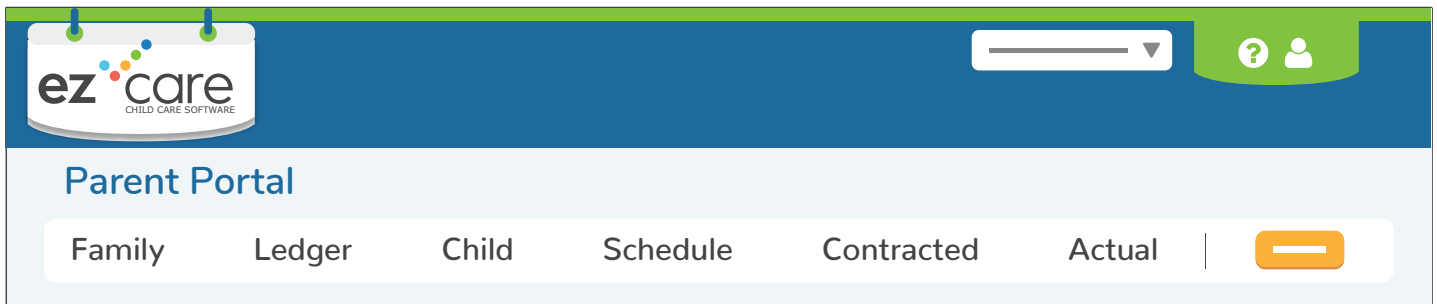 ez care
CHILD CARE SOFTWARE
?
Parent Portal
Family Ledger Child Schedule Contracted Actual